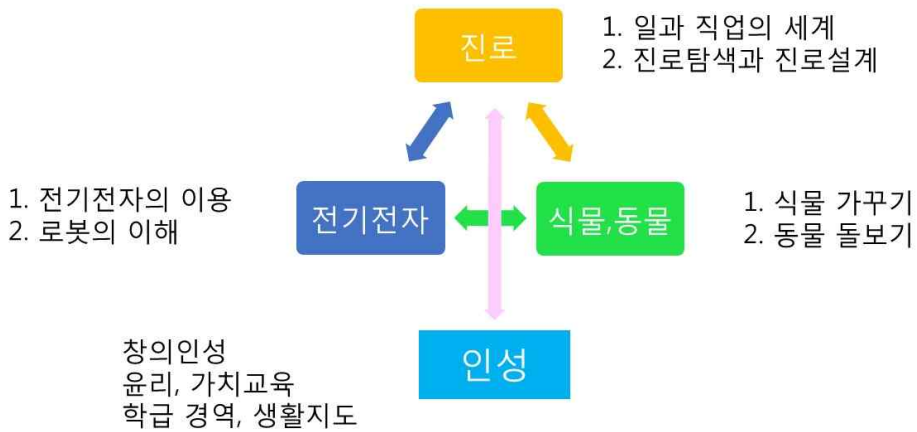 진로
1. 일과 직업의 세계
2. 진로탐색과 진로설계
1. 전기전자의 이용
2. 로봇의 이해
전기전자
식물,동물
1. 식물 가꾸기
2. 동물 돌보기
창의인성
윤리, 가치교육
학급 경역, 생활지도
인성